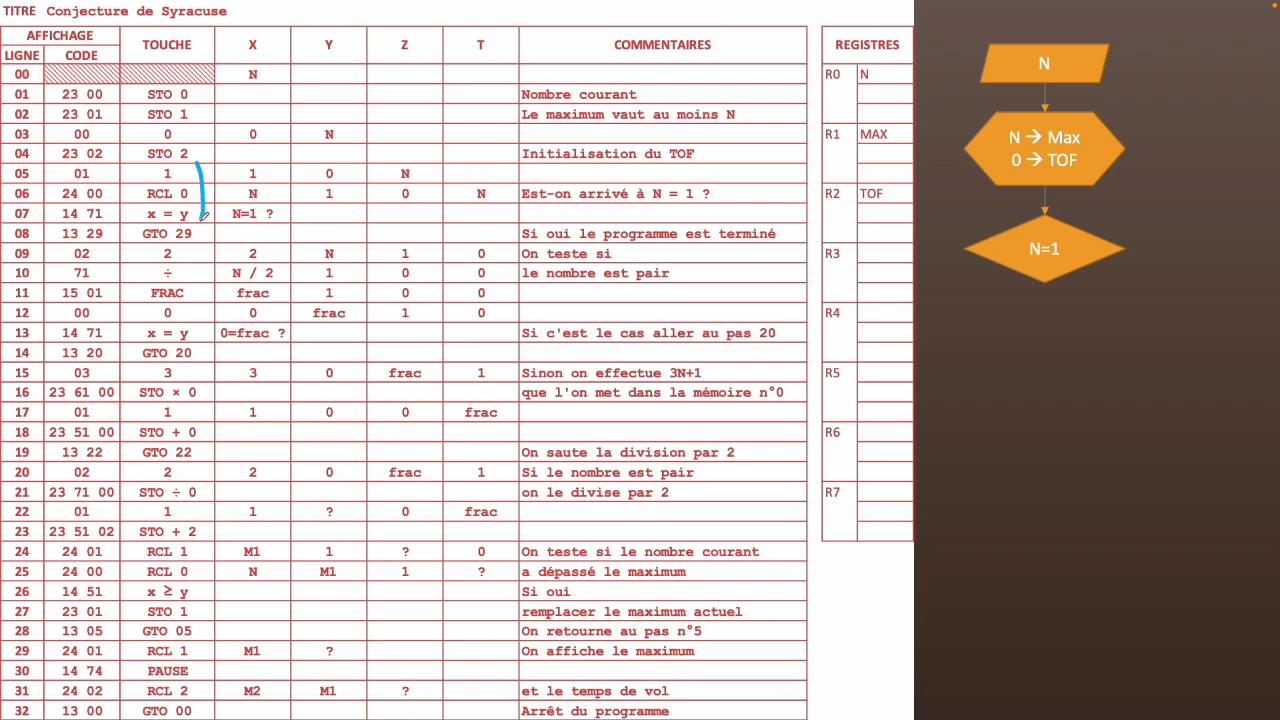 TITRE Conjecture de Syracuse
AFFICHAGE TOUCHE X Y Z T COMMENTAIRES REGISTRES
LIGNE CODE
00 N R0 N
01 23 00 STO 0 Nombre courant
02 23 01 STO 1 Le maximum vaut au moins N
03 00 0 0 N R1 MAX
04 23 02 STO 2 Initialisation du TOF
05 01 1 1 0 N
06 24 00 RCL 0 N 1 0 N Est-on arrivé à N = 1 ? R2 TOF
07 14 71 x = y N=1 ?
08 13 29 GTO 29 Si oui le programme est terminé
09 02 2 2 N 1 0 On teste si R3
10 71 ÷ N / 2 1 0 0 le nombre est pair
11 15 01 FRAC frac 1 0 0
12 00 0 0 frac 1 0 R4
13 14 71 x = y 0=frac ? Si c'est le cas aller au pas 20
14 13 20 GTO 20
15 03 3 3 0 frac 1 Sinon on effectue 3N+1 R5
16 23 61 00 STO × 0 que l'on met dans la mémoire n°0
17 01 1 1 0 0 frac
18 23 51 00 STO + 0 R6
19 13 22 GTO 22 On saute la division par 2
20 02 2 2 0 frac 1 Si le nombre est pair
21 23 71 00 STO ÷ 0 on le divise par 2 R7
22 01 1 1 ? 0 frac
23 23 51 02 STO + 2
24 24 01 RCL 1 M1 1 ? 0 On teste si le nombre courant
25 24 00 RCL 0 N M1 1 ? a dépassé le maximum
26 14 51 x ≥ y Si oui
27 23 01 STO 1 remplacer le maximum actuel
28 13 05 GTO 05 On retourne au pas n°5
29 24 01 RCL 1 M1 ? On affiche le maximum
30 14 74 PAUSE
31 24 02 RCL 2 M2 M1 ? et le temps de vol
32 13 00 GTO 00 Arrêt du programme
N
N → Max
0 → TOF
N=1